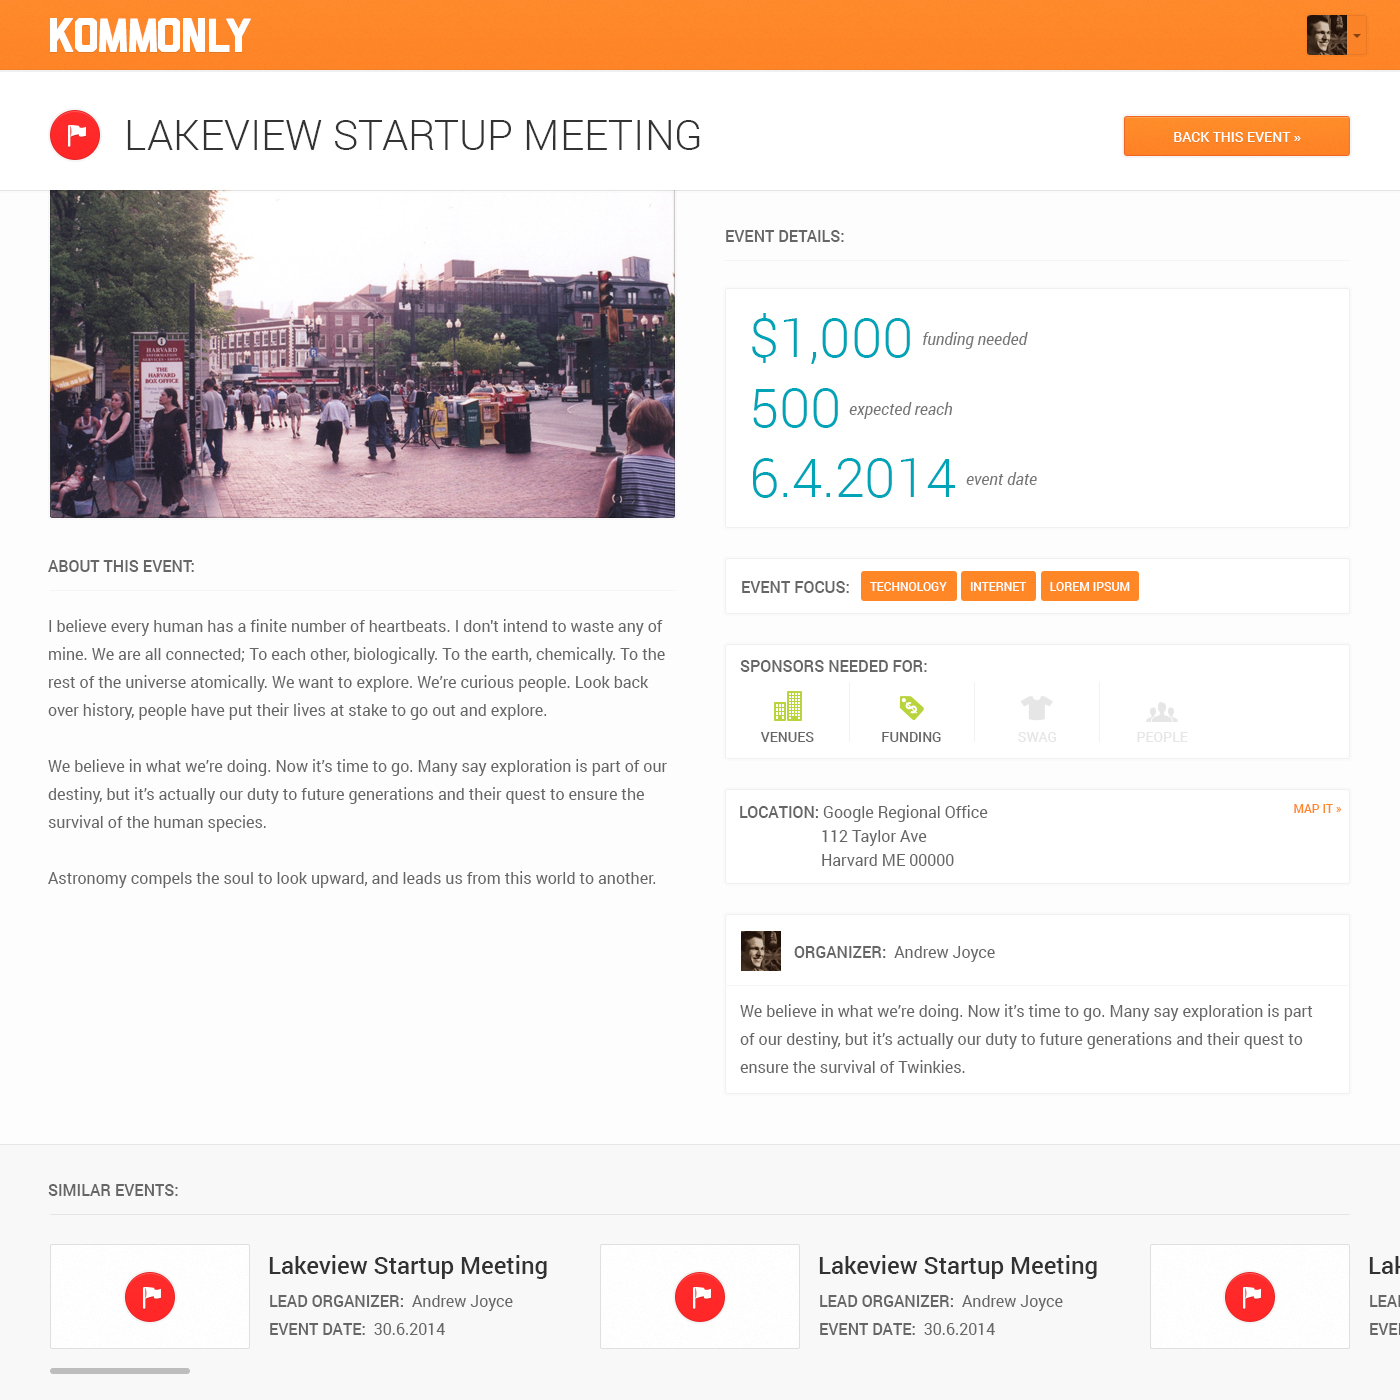 KOMMONLY
LAKEVIEW STARTUP MEETING
BACK THIS EVENT »
HARVARD
INFORMATION
THE
HARVARD
BOX OFFICE
ABOUT THIS EVENT:
I believe every human has a finite number of heartbeats. I don't intend to waste any of
mine. We are all connected; To each other, biologically. To the earth, chemically. To the
rest of the universe atomically. We want to explore. We’re curious people. Look back
over history, people have put their lives at stake to go out and explore.
We believe in what we’re doing. Now it’s time to go. Many say exploration is part of our
destiny, but it’s actually our duty to future generations and their quest to ensure the
survival of the human species.
Astronomy compels the soul to look upward, and leads us from this world to another.
EVENT DETAILS:
$1,000 funding needed
500 expected reach
6.4.2014 event date
EVENT FOCUS: TECHNOLOGY INTERNET LOREM IPSUM
SPONSORS NEEDED FOR:
VENUES FUNDING SWAG PEOPLE
LOCATION: Google Regional Office MAP IT »
112 Taylor Ave
Harvard ME 00000
ORGANIZER: Andrew Joyce
We believe in what we’re doing. Now it’s time to go. Many say exploration is part
of our destiny, but it’s actually our duty to future generations and their quest to
ensure the survival of Twinkies.
SIMILAR EVENTS:
Lakeview Startup Meeting
LEAD ORGANIZER: Andrew Joyce
EVENT DATE: 30.6.2014
Lakeview Startup Meeting
LEAD ORGANIZER: Andrew Joyce
EVENT DATE: 30.6.2014
Lak
LEA
EVE